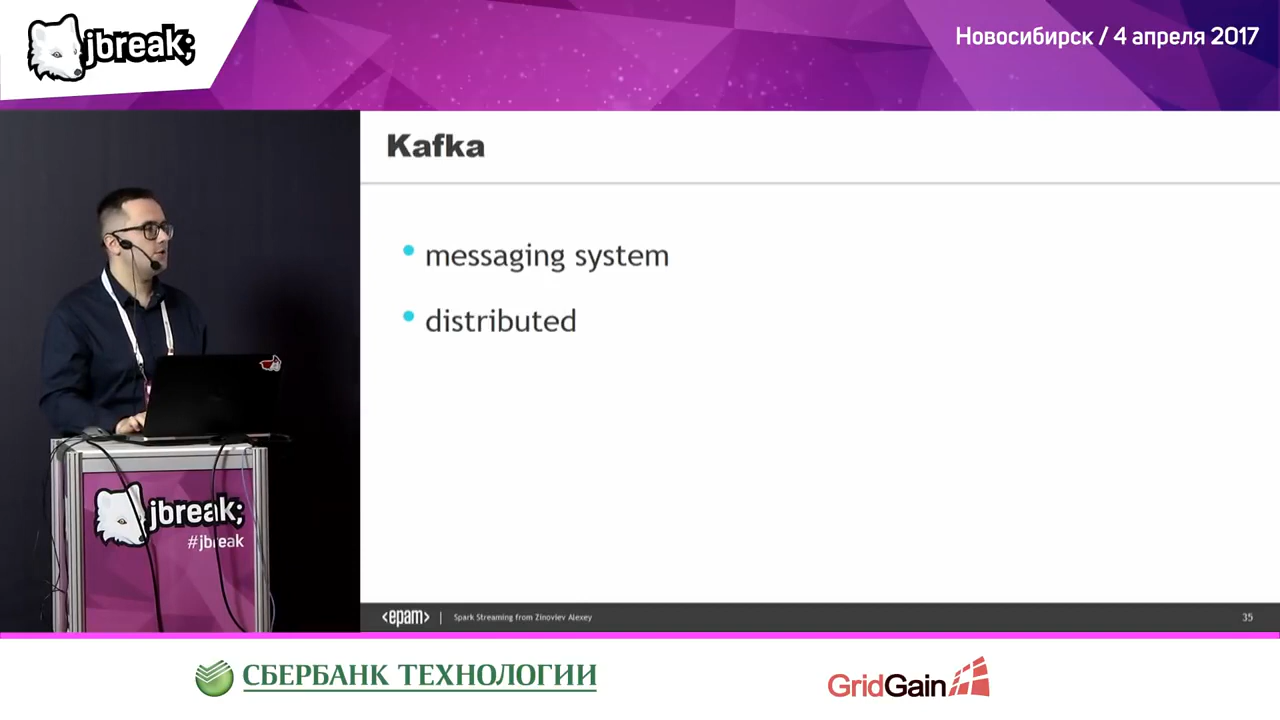 jbreak;
Новосибирск / 4 апреля 2017
Kafka
• messaging system
• distributed
jbreak;
#jbreak
<epam> | Spark Streaming from Zinoviev Alexey
35
СБЕРБАНК ТЕХНОЛОГИИ
GridGain